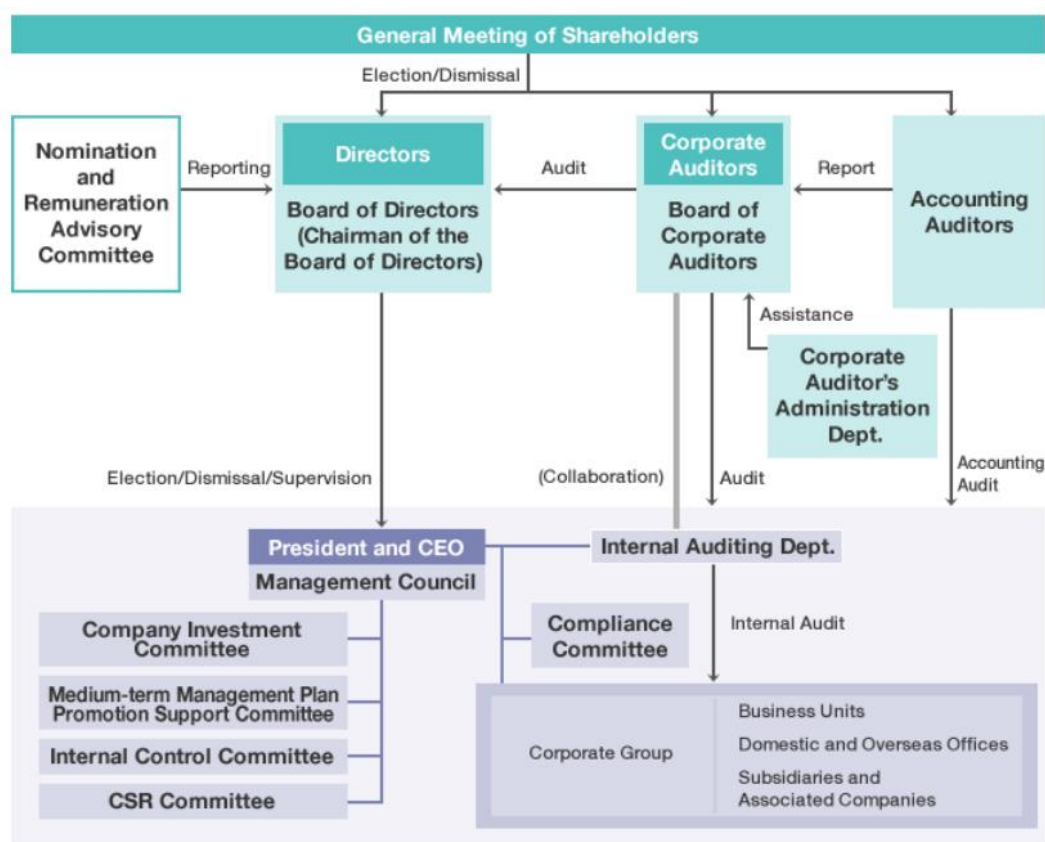 General Meeting of Shareholders
Election/Dismissal
Nomination
and
Remuneration
Advisory
Committee
Reporting
Directors
Board of Directors
(Chairman of the
Board of Directors)
Audit
Corporate
Auditors
Board of
Corporate
Auditors
Report
Accounting
Auditors
Assistance
Corporate
Auditor's
Administration
Dept.
Election/Dismissal/Supervision
(Collaboration)
Audit
Accounting
Audit
President and CEO
Management Council
Internal Auditing Dept.
Company Investment
Committee
Medium-term Management Plan
Promotion Support Committee
Internal Control Committee
CSR Committee
Compliance
Committee
Internal Audit
Corporate Group
Business Units
Domestic and Overseas Offices
Subsidiaries and
Associated Companies